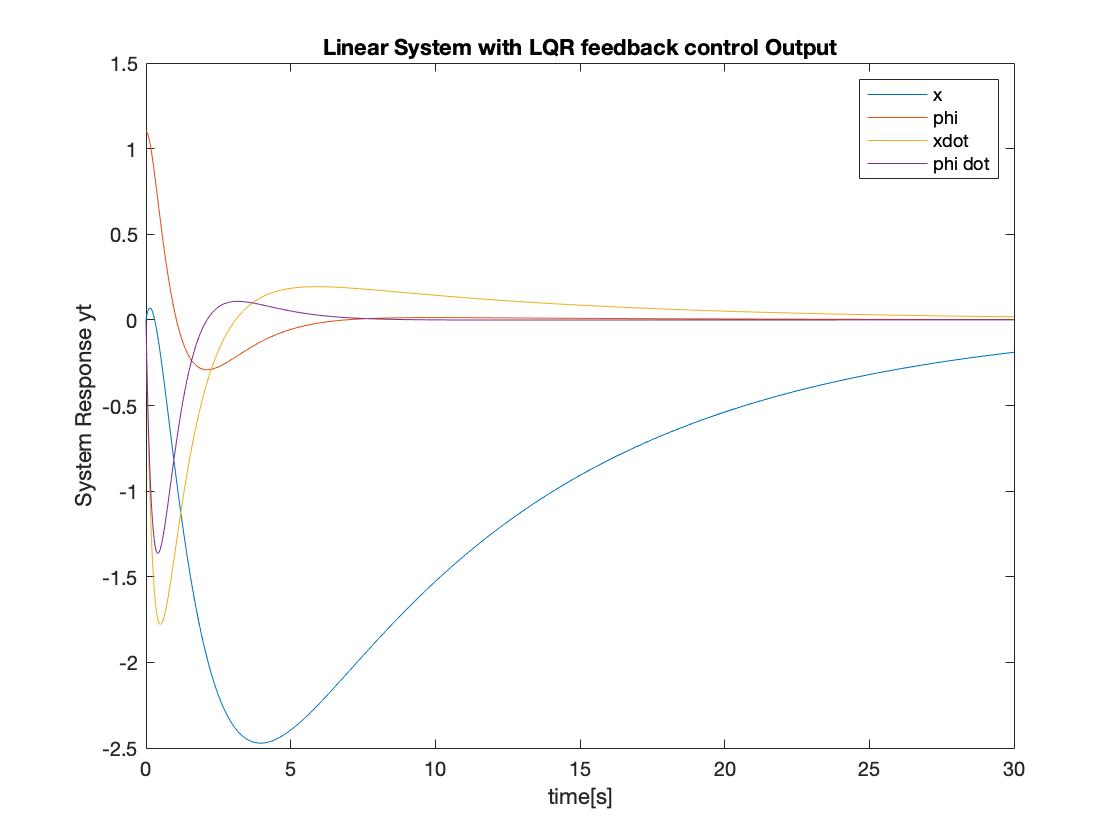 Linear System with LQR feedback control Output
1.5
1
0.5
0
-0.5
-1
-1.5
-2
-2.5
System Response yt
x
phi
xdot
phi dot
0 5 10 15 20 25 30
time[s]